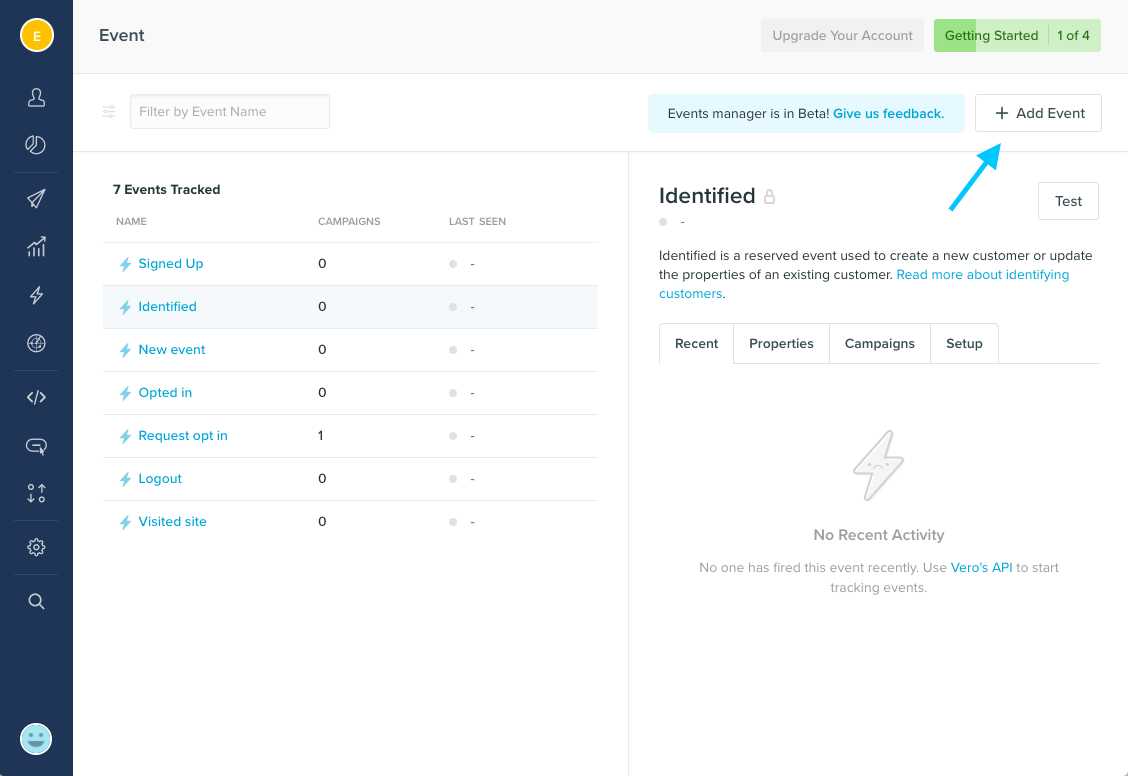 E
Event
Upgrade Your Account
Getting Started 1 of 4
Filter by Event Name
Events manager is in Beta! Give us feedback.
+ Add Event
7 Events Tracked
NAME CAMPAIGNS LAST SEEN
Signed Up 0 -
Identified 0 -
New event 0 -
Opted in 0 -
Request opt in 1 -
Logout 0 -
Visited site 0 -
Identified
Test
-
Identified is a reserved event used to create a new customer or update
the properties of an existing customer. Read more about identifying
customers.
Recent Properties Campaigns Setup
No Recent Activity
No one has fired this event recently. Use Vero's API to start
tracking events.